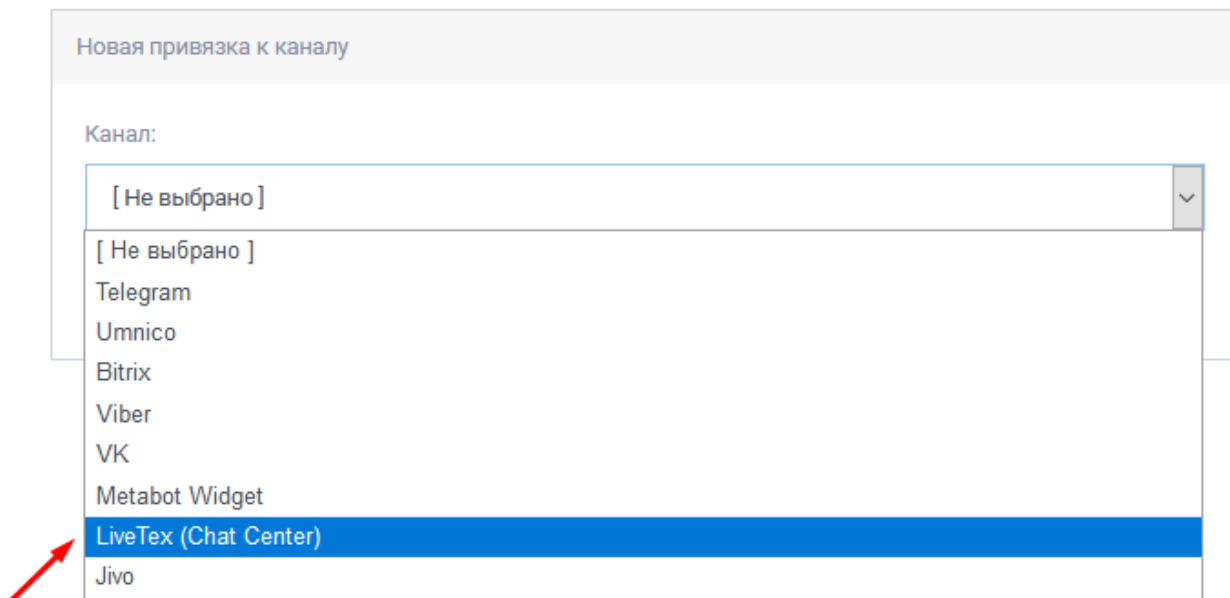 Новая привязка к каналу
Канал:
[ Не выбрано ]
[ Не выбрано ]
Telegram
Umnico
Bitrix
Viber
VK
Metabot Widget
LiveTex (Chat Center)
Jivo